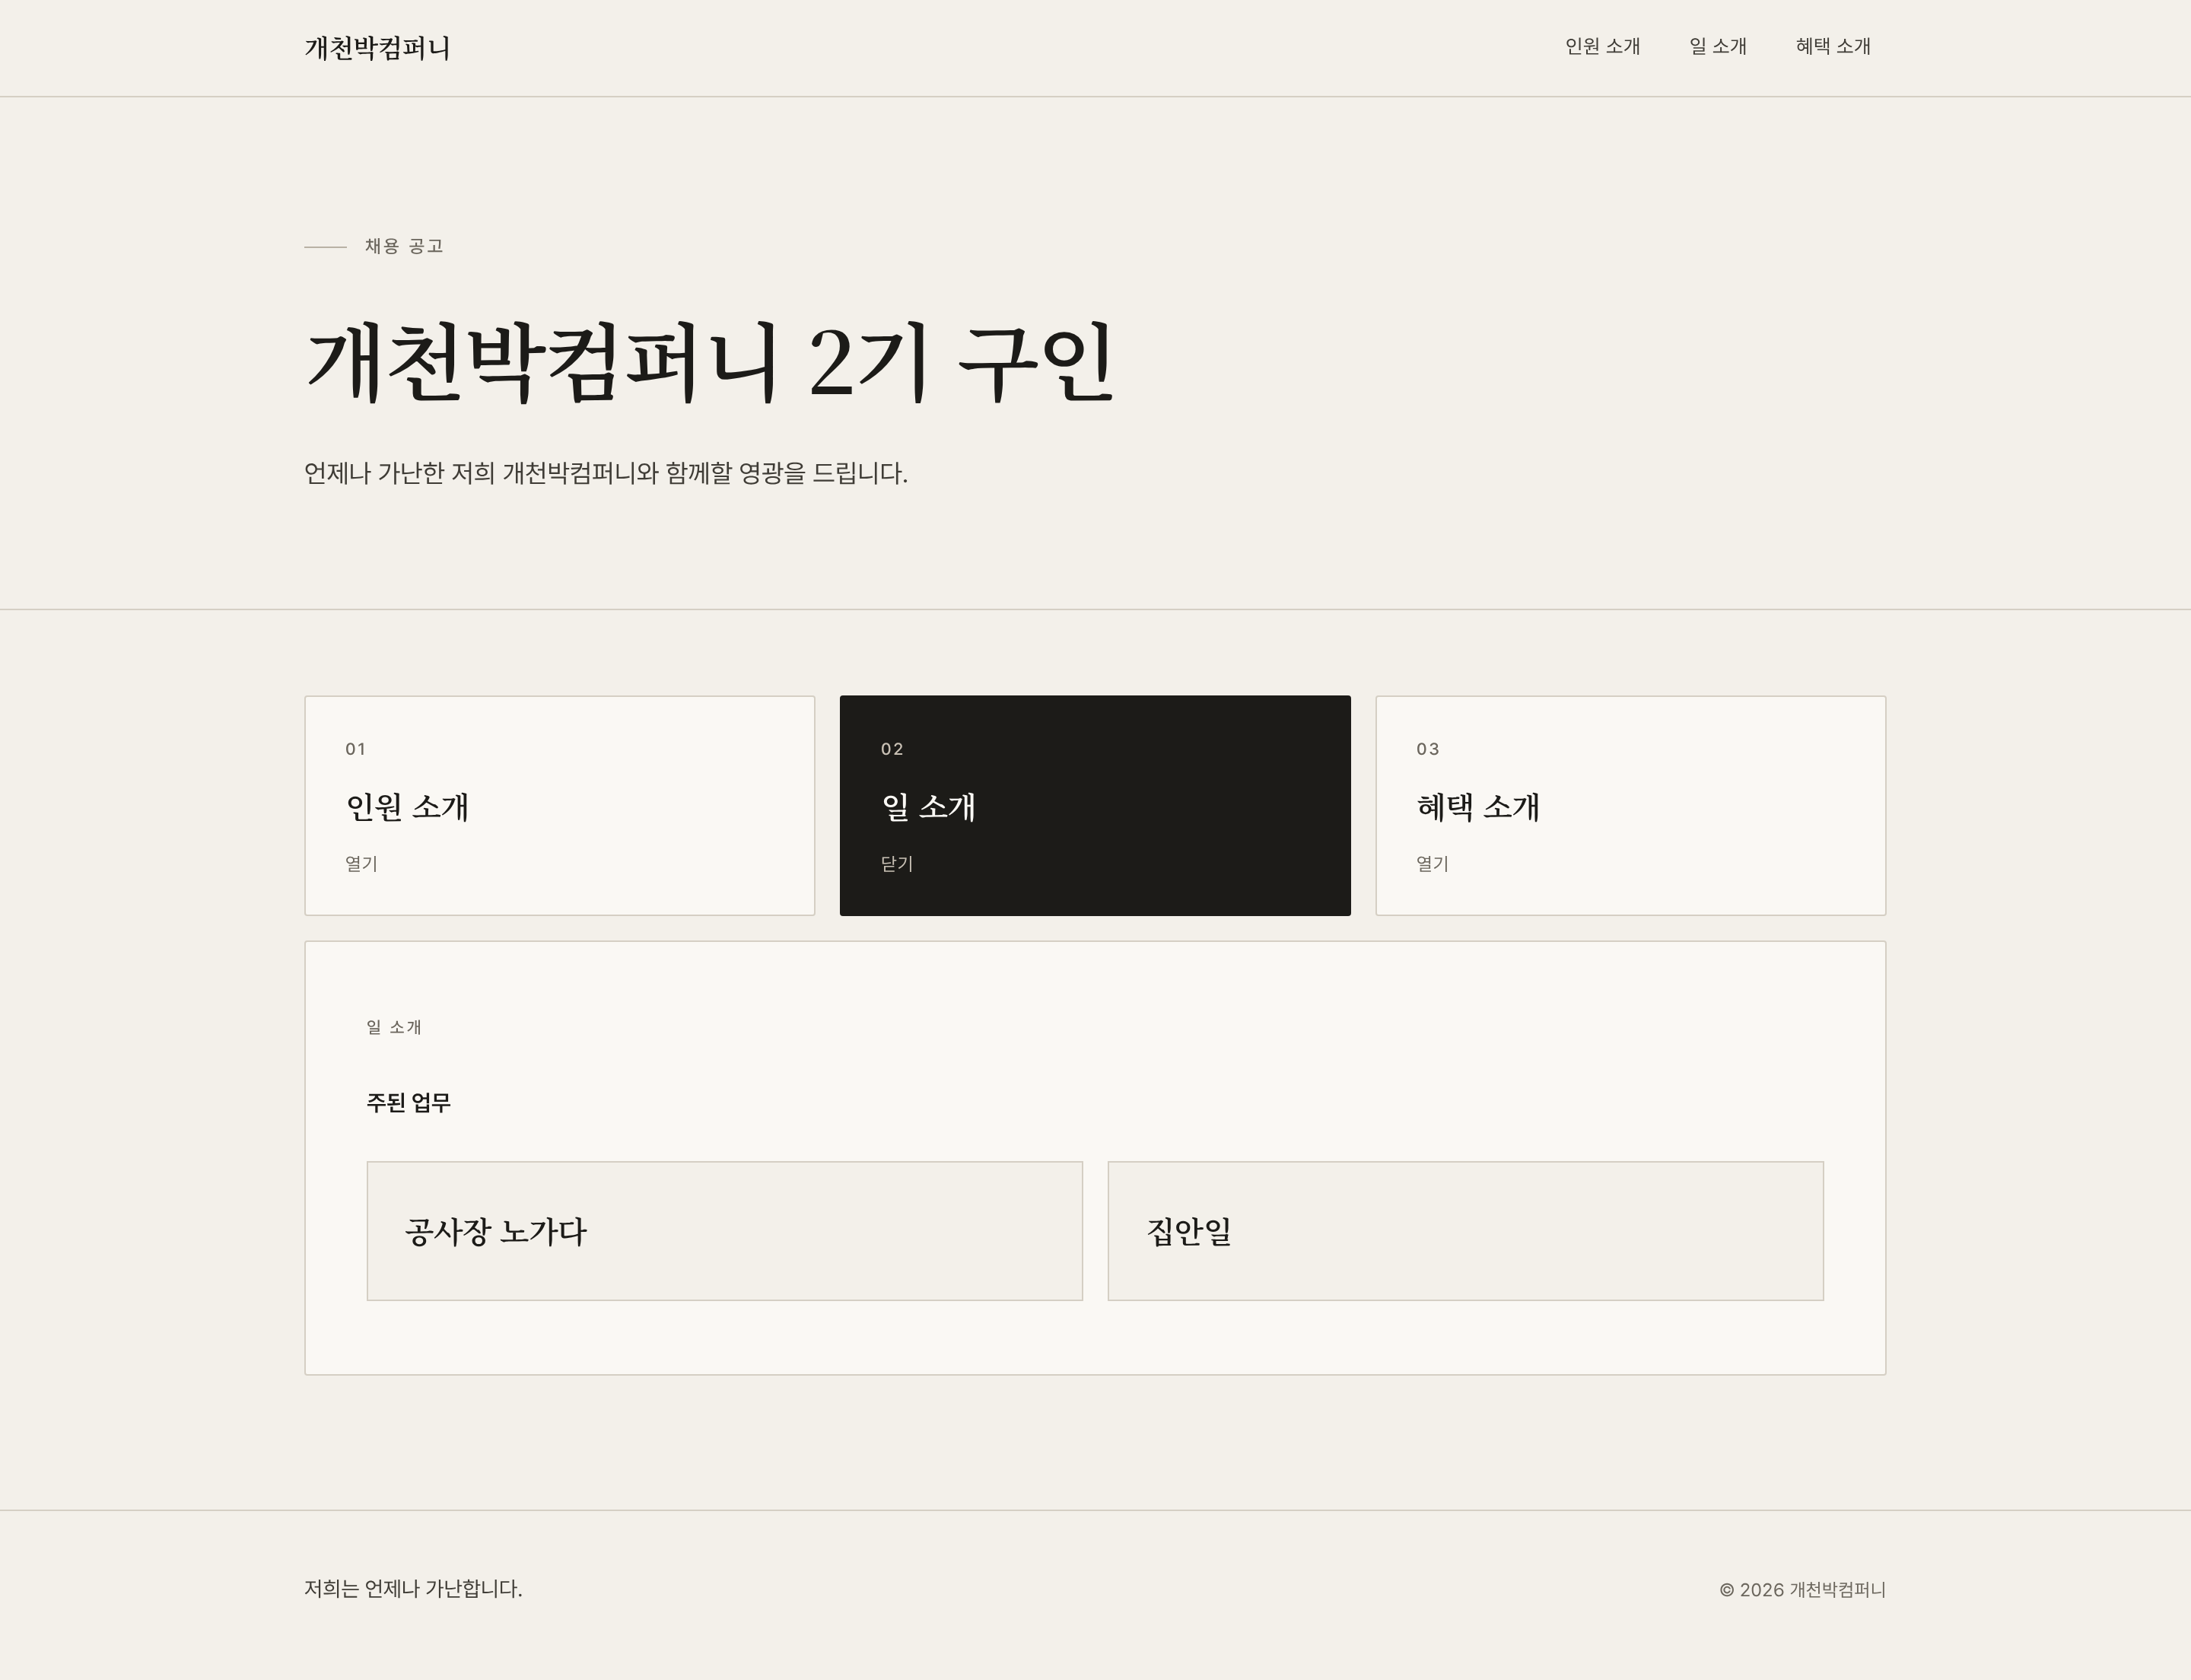 개천박컴퍼니
인원 소개 일 소개 혜택 소개
채용 공고
개천박컴퍼니 2기 구인
언제나 가난한 저희 개천박컴퍼니와 함께할 영광을 드립니다.
01
인원 소개
열기
02
일 소개
닫기
03
혜택 소개
열기
일 소개
주된 업무
공사장 노가다
집안일
저희는 언제나 가난합니다.
© 2026 개천박컴퍼니